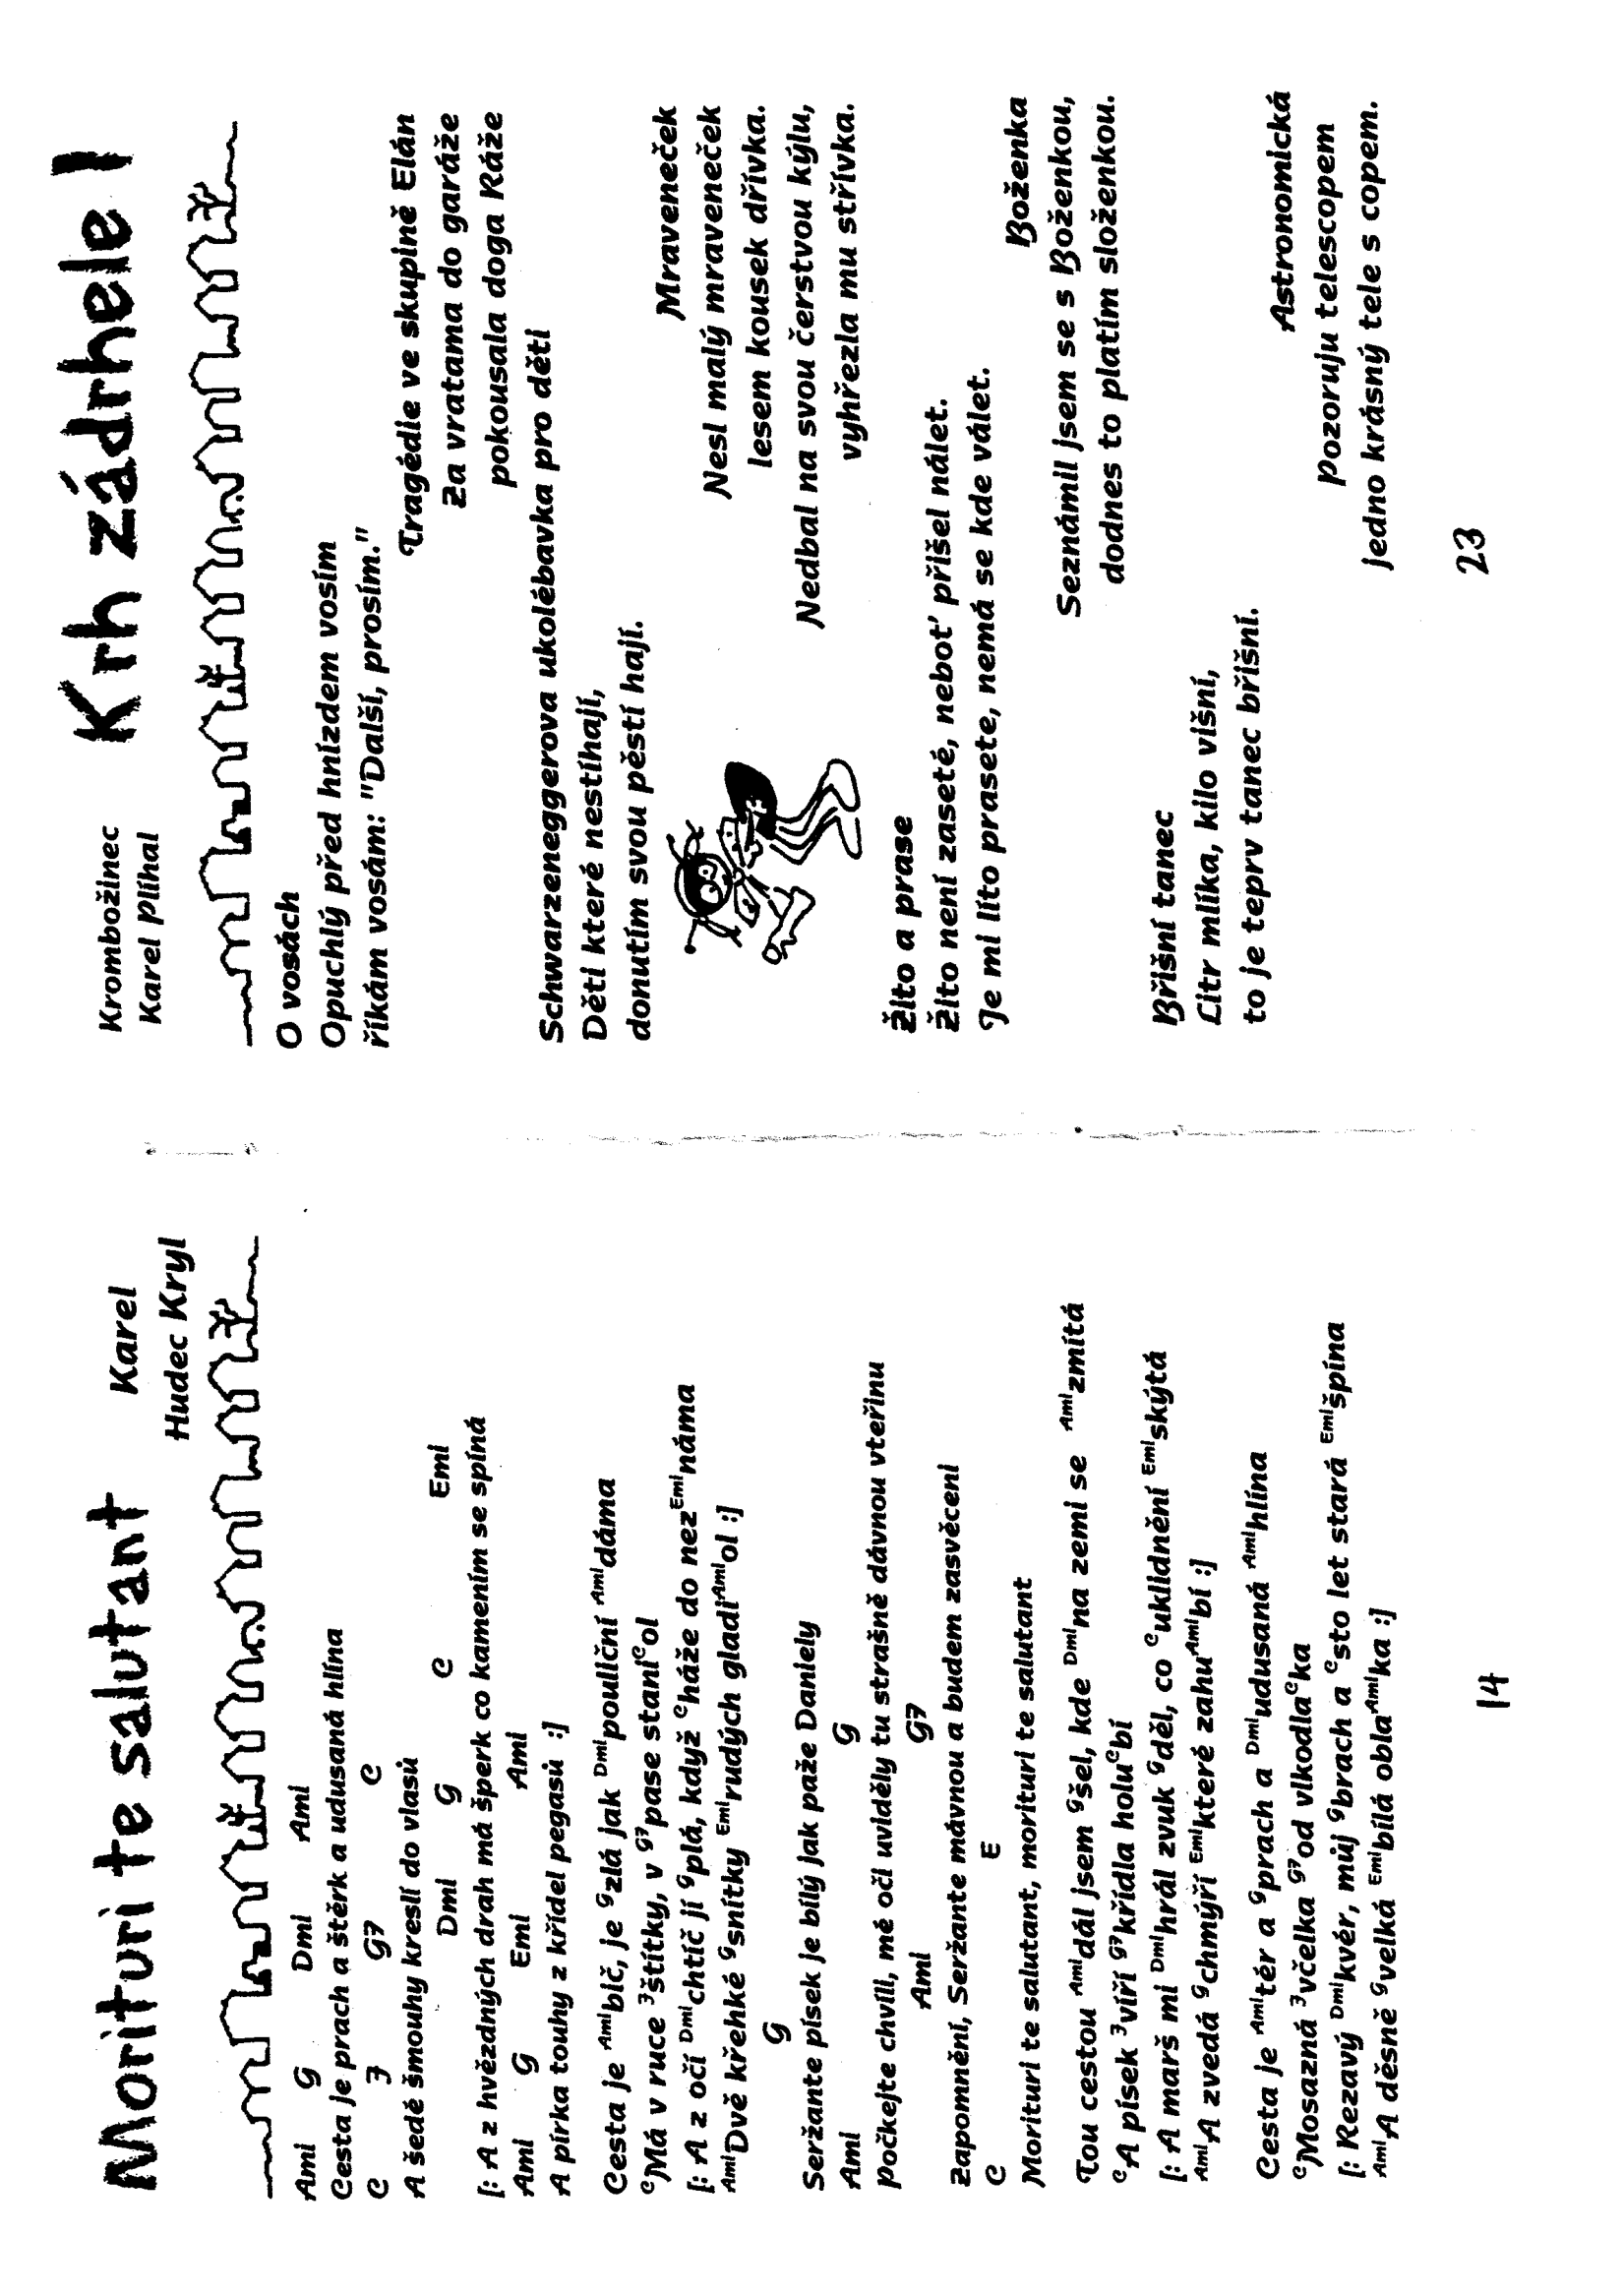 Morituri te salutant
Karel
Hudec Kryl
Ami G Dmi Ami
Cesta je prach a štěrk a udusaná hlína
C 7 G7 C
A šedé šmouhy kreslí do vlasů
Dmi G C Emi
[: A z hvězdných drah má šperk co kamením se spíná
Ami G Emi Ami
A pírka touhy z křídel pegasů :]
Cesta je Ami bič, je G zlá jak Dmi pouliční Ami dáma
C Má v ruce 7 štítky, v G7 pase stani C ol
[: A z očí Dmi chtíč jí G plá, když C háže do nez Emi náma
Ami Dvě křehké G snítky Emi rudých gladi Ami ol :]
G
Seržante písek je bílý jak paže Daniely
Ami G
Počkejte chvíli, mé oči uviděly tu strašně dávnou vteřinu
Ami G7
Zapomnění, Seržante mávnou a budem zasvěceni
C E
Morituri te salutant, morituri te salutant
Tou cestou Ami dál jsem G šel, kde Dmi na zemi se Ami zmítá
C A písek 7 víří G7 křídla holu C bí
[: A marš mi Dmi hrál zvuk G děl, co C uklidnění Emi skýtá
Ami A zvedá G chmýří Emi které zahu Ami bí :]
Cesta je Ami tér a G prach a Dmi udusaná Ami hlína
C Mosazná 7 včelka G7 od vlkodla C ka
[: Rezavý Dmi kvér, můj G brach a C sto let stará Emi špína
Ami A děsně G velká Emi bílá obla Ami ka :]
14
Krombožinec
Karel Plíhal
Krh zádrhele I
O vosách
Opuchlý před hnízdem vosím
říkám vosám: "Další, prosím."
Tragédie ve skupině Elán
Za vratama do garáže
pokousala doga Ráže
Schwarzeneggerova ukolébavka pro děti
Děti které nestíhají,
donutím svou pěstí hají.
Mraveneček
Nesl malý mraveneček
lesem kousek dřívka.
Nedbal na svou čerstvou kýlu,
vyhřezla mu střívka.
Žito a prase
Žito není zaseté, neboť přišel nálet.
Je mi líto prasete, nemá se kde válet.
Boženka
Seznámil jsem se s Boženkou,
dodnes to platím složenkou.
Břišní tanec
Litr mlíka, kilo višní,
to je teprv tanec břišní.
Astronomická
Pozoruju telescopem
jedno krásný tele s copem.
23